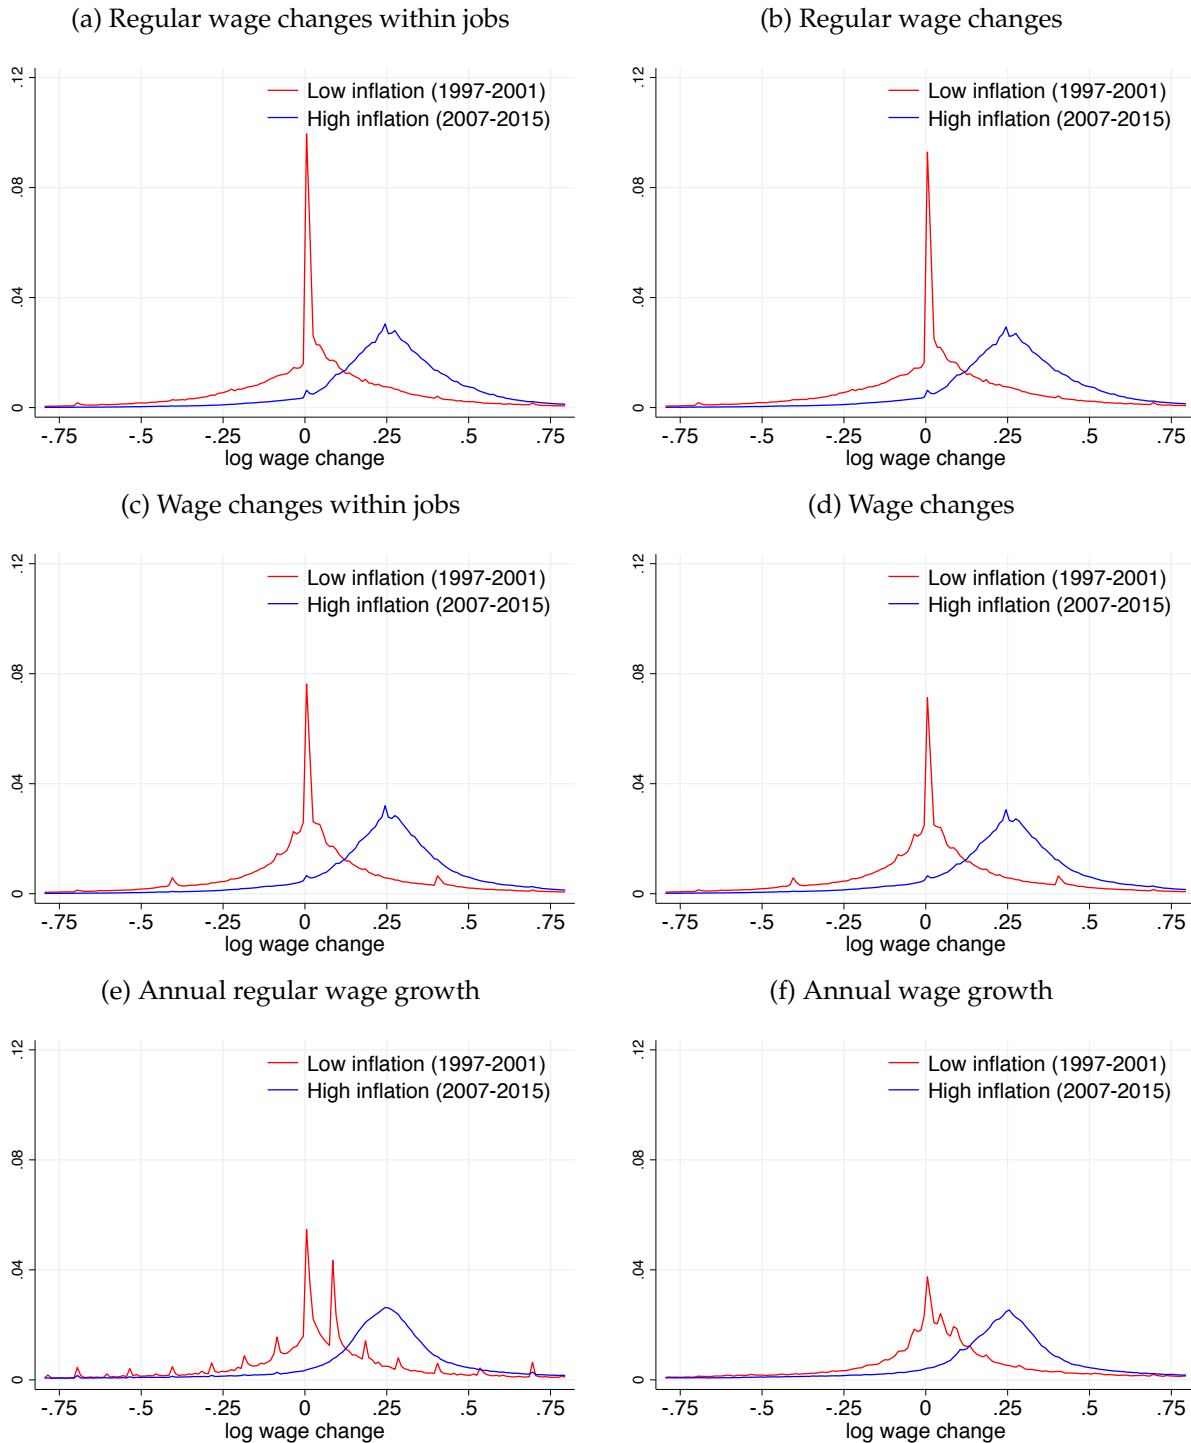 (a) Regular wage changes within jobs
.12
.08
.04
0
Low inflation (1997-2001)
High inflation (2007-2015)
-.75 -.5 -.25 0 .25 .5 .75
log wage change
(b) Regular wage changes
.12
.08
.04
0
Low inflation (1997-2001)
High inflation (2007-2015)
-.75 -.5 -.25 0 .25 .5 .75
log wage change
(c) Wage changes within jobs
.12
.08
.04
0
Low inflation (1997-2001)
High inflation (2007-2015)
-.75 -.5 -.25 0 .25 .5 .75
log wage change
(d) Wage changes
.12
.08
.04
0
Low inflation (1997-2001)
High inflation (2007-2015)
-.75 -.5 -.25 0 .25 .5 .75
log wage change
(e) Annual regular wage growth
.12
.08
.04
0
Low inflation (1997-2001)
High inflation (2007-2015)
-.75 -.5 -.25 0 .25 .5 .75
log wage change
(f) Annual wage growth
.12
.08
.04
0
Low inflation (1997-2001)
High inflation (2007-2015)
-.75 -.5 -.25 0 .25 .5 .75
log wage change